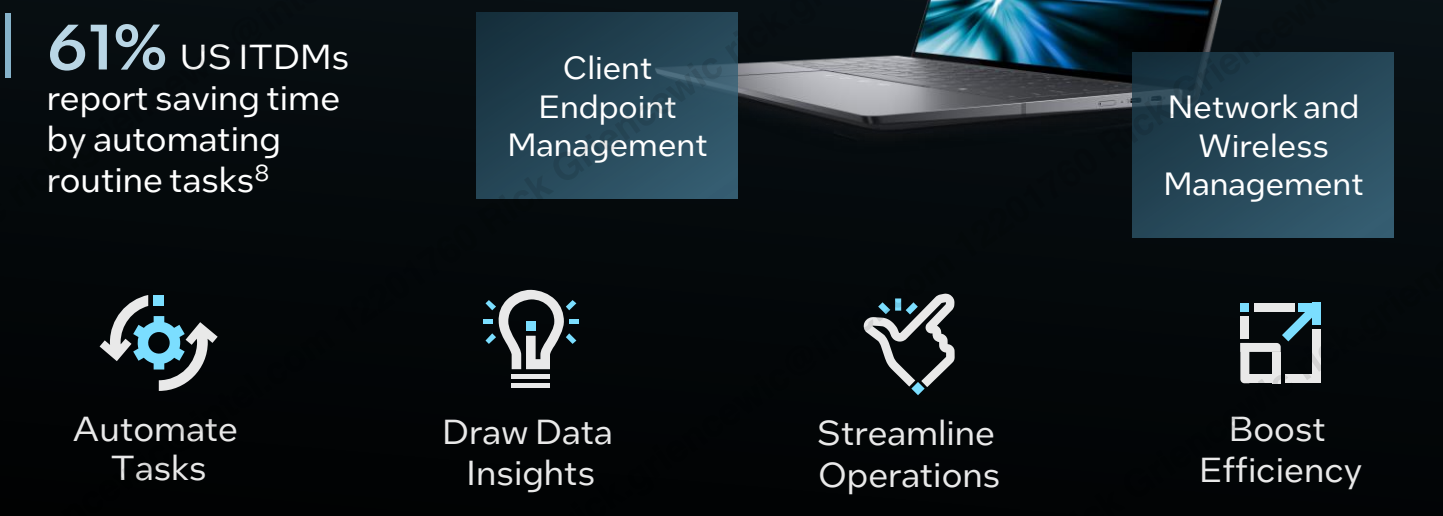 61% US ITDMs
report saving time
by automating
routine tasks8
Client
Endpoint
Management
Network and
Wireless
Management
Automate
Tasks
Draw Data
Insights
Streamline
Operations
Boost
Efficiency